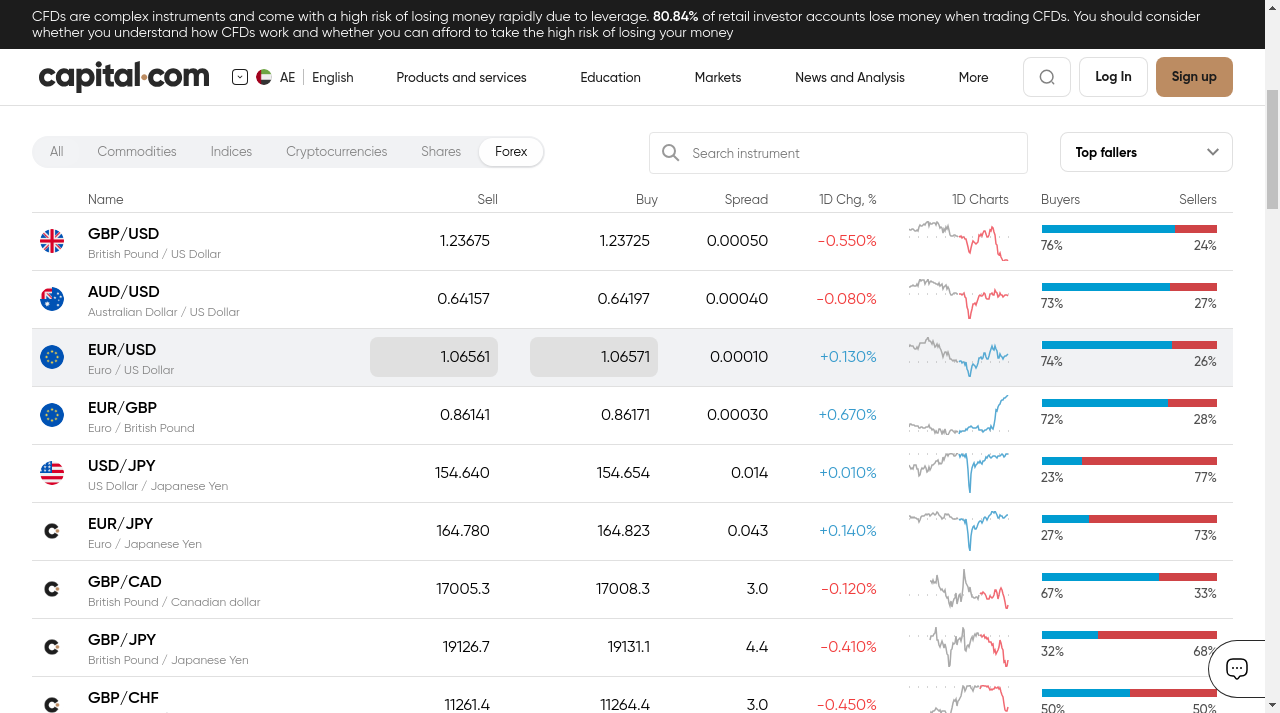 CFDs are complex instruments and come with a high risk of losing money rapidly due to leverage. 80.84% of retail investor accounts lose money when trading CFDs. You should consider
whether you understand how CFDs work and whether you can afford to take the high risk of losing your money
capital.com AE English Products and services Education Markets News and Analysis More Log In Sign up
All Commodities Indices Cryptocurrencies Shares Forex Search instrument Top fallers
Name Sell Buy Spread 1D Chg, % 1D Charts Buyers Sellers
GBP/USD 1.23675 1.23725 0.00050 -0.550% 76% 24%
British Pound / US Dollar
AUD/USD 0.64157 0.64197 0.00040 -0.080% 73% 27%
Australian Dollar / US Dollar
EUR/USD 1.06561 1.06571 0.00010 +0.130% 74% 26%
Euro / US Dollar
EUR/GBP 0.86141 0.86171 0.00030 +0.670% 72% 28%
Euro / British Pound
USD/JPY 154.640 154.654 0.014 +0.010% 23% 77%
US Dollar / Japanese Yen
EUR/JPY 164.780 164.823 0.043 +0.140% 27% 73%
Euro / Japanese Yen
GBP/CAD 17005.3 17008.3 3.0 -0.120% 67% 33%
British Pound / Canadian dollar
GBP/JPY 19126.7 19131.1 4.4 -0.410% 32% 68%
British Pound / Japanese Yen
GBP/CHF 11261.4 11264.4 3.0 -0.450% 50% 50%